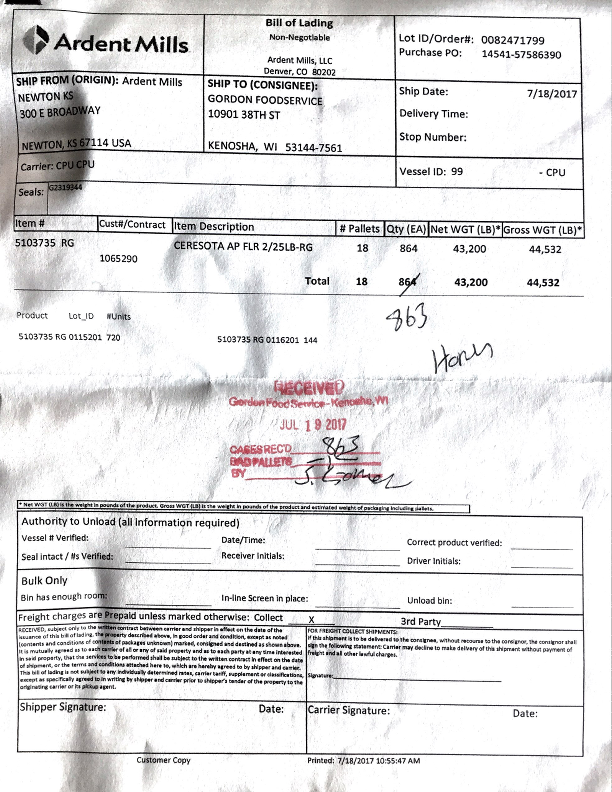 Ardent Mills
Bill of Lading
Non-Negotiable
Ardent Mills, LLC
Denver, CO 80202
Lot ID/Order#: 0082471799
Purchase PO: 14541-57586390
SHIP FROM (ORIGIN): Ardent Mills
NEWTON KS
300 E BROADWAY
NEWTON, KS 67114 USA
SHIP TO (CONSIGNEE):
GORDON FOODSERVICE
10901 38TH ST
KENOSHA, WI 53144-7561
Ship Date: 7/18/2017
Delivery Time:
Stop Number:
Carrier: CPU CPU
Vessel ID: 99 - CPU
Seals: G2319344
Item # Cust#/Contract Item Description # Pallets Qty (EA) Net WGT (LB)* Gross WGT (LB)*
5103735 RG CERESOTA AP FLR 2/25LB-RG 18 864 43,200 44,532
1065290
Total 18 864 43,200 44,532
863
Product Lot_ID #Units
5103735 RG 0115201 720 5103735 RG 0116201 144
RECEIVED
Gordon Food Service - Kenosha, WI
JUL 19 2017
CASES REC'D 863
BAD PALLETS
BY
* Net WGT (LB) is the weight in pounds of the product. Gross WGT (LB) is the weight in pounds of the product and estimated weight of packaging including pallets.
Authority to Unload (all information required)
Vessel # Verified: Date/Time: Correct product verified:
Seal intact / #s Verified: Receiver Initials: Driver Initials:
Bulk Only
Bin has enough room: In-line Screen in place: Unload bin:
Freight charges are Prepaid unless marked otherwise: Collect X 3rd Party
RECEIVED, subject only to the written contract between carrier and shipper in effect on the date of the
issuance of this bill of lading, the property described above, in good order and condition, except as noted
(contents and conditions of contents of packages unknown) marked, consigned and destined as shown above.
It is mutually agreed as to each carrier of all or any of said property and as to each party at any time interested
in said property, that the services to be performed shall be subject to the written contract in effect on the date
of shipment, or the terms and conditions attached here to, which are hereby agreed to by shipper and carrier.
This bill of lading is not subject to any individually determined rates, carrier tariff, supplement or classifications,
except as specifically agreed to in writing by shipper and carrier prior to shipper's tender of the property to the
originating carrier or its pickup agent.
FOR FREIGHT COLLECT SHIPMENTS:
If this shipment is to be delivered to the consignee, without recourse to the consignor, the consignor shall
sign the following statement: Carrier may decline to make delivery of this shipment without payment of
freight and all other lawful charges.
Signature:
Shipper Signature: Date:
Carrier Signature: Date:
Customer Copy
Printed: 7/18/2017 10:55:47 AM